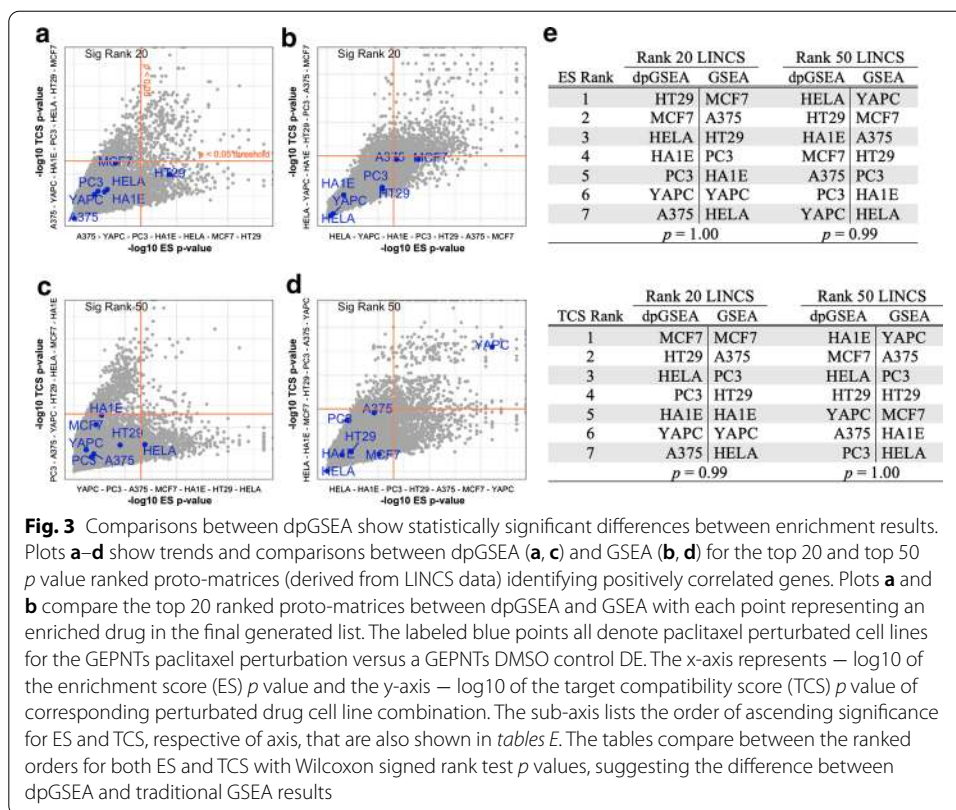 a
Sig Rank 20
p < 0.05
p < 0.05 threshold
MCF7
PC3
HELA
HT29
YAPC
HA1E
A375
-log10 TCS p-value
A375 - YAPC - HA1E - PC3 - HELA - HT29 - MCF7
A375 - YAPC - PC3 - HA1E - HELA - MCF7 - HT29
-log10 ES p-value
b
Sig Rank 20
A375
MCF7
PC3
HA1E
HT29
YAPC
HELA
-log10 TCS p-value
HELA - YAPC - HA1E - HT29 - PC3 - A375 - MCF7
HELA - YAPC - HA1E - PC3 - HT29 - A375 - MCF7
-log10 ES p-value
c
Sig Rank-50
HA1E
MCF7
HT29
YAPC
HELA
PC3
A375
-log10 TCS p-value
PC3 - A375 - YAPC - HT29 - HELA - MCF7 - HA1E
YAPC - PC3 - A375 - MCF7 - HA1E - HT29 - HELA
-log10 ES p-value
d
Sig Rank 50
YAPC
A375
PC3
HT29
HA1E
MCF7
HELA
-log10 TCS p-value
HELA - HA1E - MCF7 - HT29 - PC3 - A375 - YAPC
HELA - HA1E - PC3 - HT29 - A375 - MCF7 - YAPC
-log10 ES p-value
e
Rank 20 LINCS Rank 50 LINCS
ES Rank dpGSEA GSEA dpGSEA GSEA
1 HT29 MCF7 HELA YAPC
2 MCF7 A375 HT29 MCF7
3 HELA HT29 HA1E A375
4 HA1E PC3 MCF7 HT29
5 PC3 HA1E A375 PC3
6 YAPC YAPC PC3 HA1E
7 A375 HELA YAPC HELA
p = 1.00 p = 0.99
Rank 20 LINCS Rank 50 LINCS
TCS Rank dpGSEA GSEA dpGSEA GSEA
1 MCF7 MCF7 HA1E YAPC
2 HT29 A375 MCF7 A375
3 HELA PC3 HELA PC3
4 PC3 HT29 HT29 HT29
5 HA1E HA1E YAPC MCF7
6 YAPC YAPC A375 HA1E
7 A375 HELA PC3 HELA
p = 0.99 p = 1.00
Fig. 3 Comparisons between dpGSEA show statistically significant differences between enrichment results.
Plots a–d show trends and comparisons between dpGSEA (a, c) and GSEA (b, d) for the top 20 and top 50
p value ranked proto-matrices (derived from LINCS data) identifying positively correlated genes. Plots a and
b compare the top 20 ranked proto-matrices between dpGSEA and GSEA with each point representing an
enriched drug in the final generated list. The labeled blue points all denote paclitaxel perturbated cell lines
for the GEPNTs paclitaxel perturbation versus a GEPNTs DMSO control DE. The x-axis represents − log10 of
the enrichment score (ES) p value and the y-axis − log10 of the target compatibility score (TCS) p value of
corresponding perturbated drug cell line combination. The sub-axis lists the order of ascending significance
for ES and TCS, respective of axis, that are also shown in tables E. The tables compare between the ranked
orders for both ES and TCS with Wilcoxon signed rank test p values, suggesting the difference between
dpGSEA and traditional GSEA results